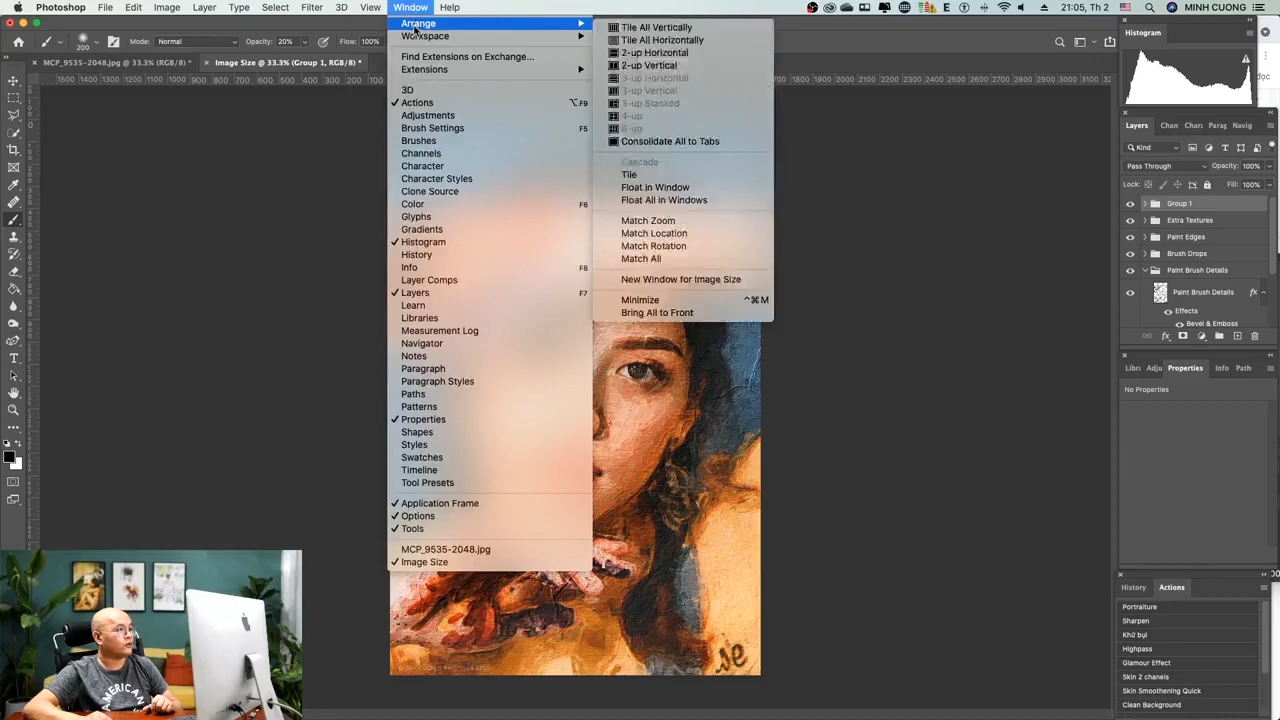 Photoshop File Edit Image Layer Type Select Filter 3D View Window Help
21:05, Th 2 MINH CUONG
200 Mode: Normal Opacity: 20% Flow: 100%
MCP_9535-2048.jpg @ 33.3% (RGB/8) * Image Size @ 33.3% (Group 1, RGB/8) *
Arrange
Workspace
Find Extensions on Exchange...
Extensions
3D
Actions ⌥F9
Adjustments
Brush Settings F5
Brushes
Channels
Character
Character Styles
Clone Source
Color F6
Glyphs
Gradients
Histogram
History
Info F8
Layer Comps
Layers F7
Learn
Libraries
Measurement Log
Navigator
Notes
Paragraph
Paragraph Styles
Paths
Patterns
Properties
Shapes
Styles
Swatches
Timeline
Tool Presets
Application Frame
Options
Tools
MCP_9535-2048.jpg
Image Size
Tile All Vertically
Tile All Horizontally
2-up Horizontal
2-up Vertical
3-up Horizontal
3-up Vertical
3-up Stacked
4-up
6-up
Consolidate All to Tabs
Cascade
Tile
Float in Window
Float All in Windows
Match Zoom
Match Location
Match Rotation
Match All
New Window for Image Size
Minimize ^⌘M
Bring All to Front
Histogram
Layers Chan Chara Parag Navig
Kind
Pass Through Opacity: 100%
Lock: Fill: 100%
Group 1
Extra Textures
Paint Edges
Brush Drops
Paint Brush Details
Paint Brush Details fx
Effects
Bevel & Emboss
Libra Adju Properties Info Path
No Properties
History Actions
Portraiture
Sharpen
Khử bụi
Highpass
Glamour Effect
Skin 2 chanels
Skin Smoothening Quick
Clean Background
se
AMERICAN